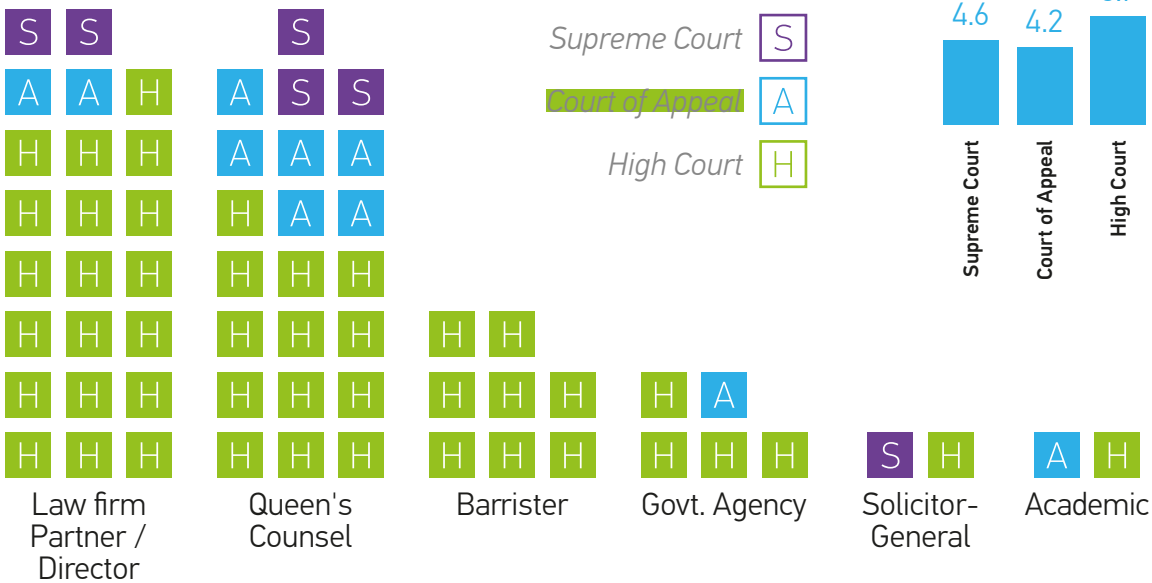 S S S
A A H A S S
H H H A A A
H H H H A A
H H H H H H
H H H H H H H H
H H H H H H H H H H A
H H H H H H H H H H H H S H A H
Law firm
Partner /
Director
Queen's
Counsel
Barrister
Govt. Agency
Solicitor-
General
Academic
Supreme Court S
Court of Appeal A
High Court H
4.6
4.2
Supreme Court
Court of Appeal
High Court